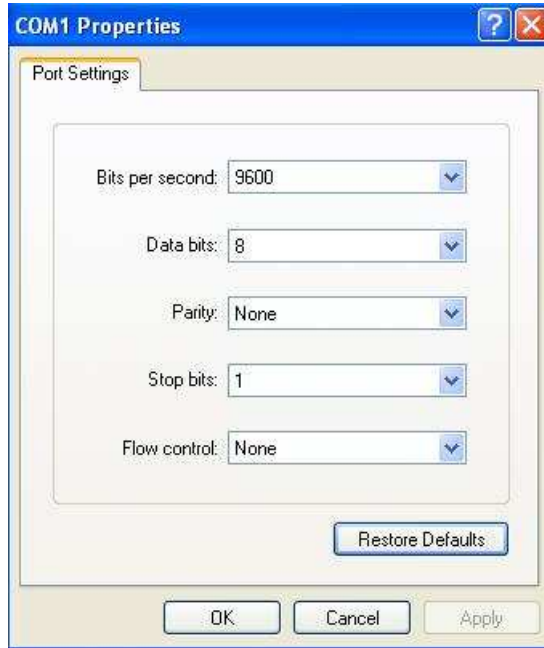 COM1 Properties
Port Settings
Bits per second: 9600
Data bits: 8
Parity: None
Stop bits: 1
Flow control: None
Restore Defaults
OK Cancel Apply